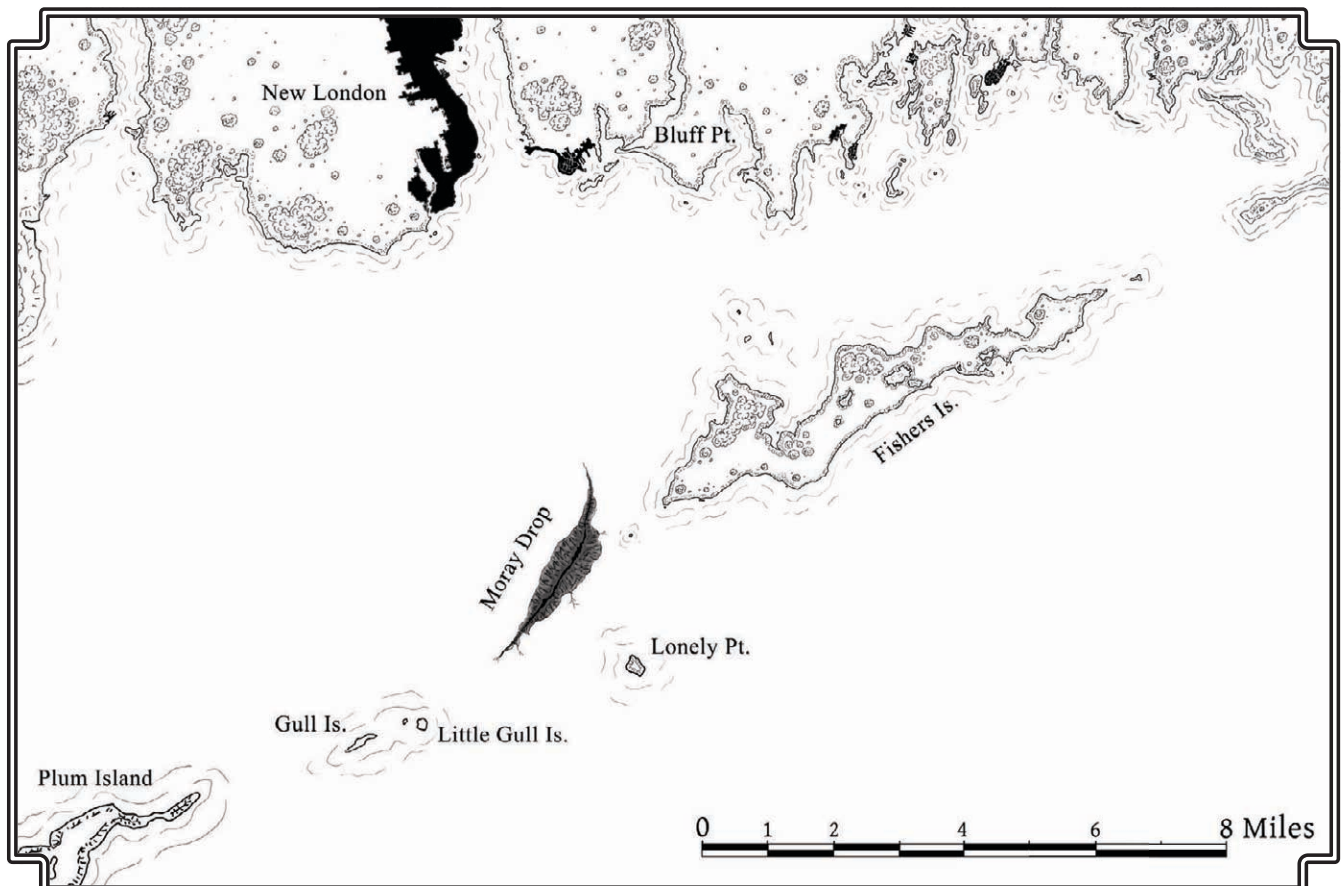 New London
Bluff Pt.
Fishers Is.
Moray Drop
Lonely Pt.
Gull Is.
Little Gull Is.
Plum Island
0 1 2 4 6 8 Miles